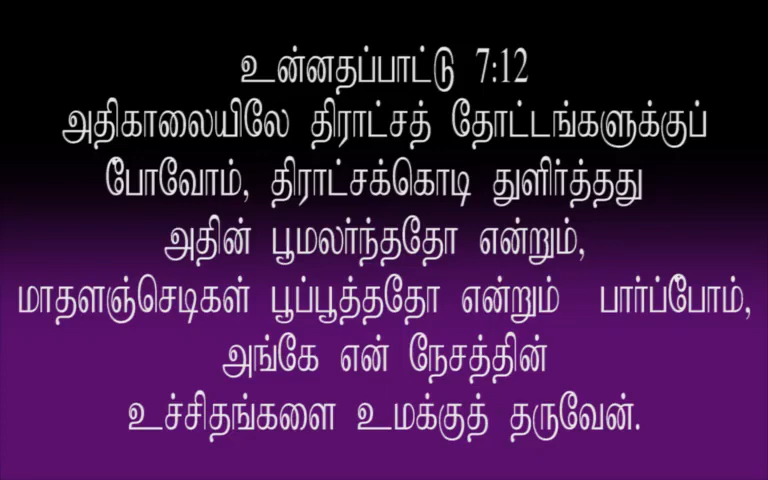 உன்னதப்பாட்டு 7:12
அதிகாலையிலே திராட்சத் தோட்டங்களுக்குப்
போவோம், திராட்சக்கொடி துளிர்த்தது
அதின் பூமலர்ந்ததோ என்றும்,
மாதளஞ்செடிகள் பூப்பூத்ததோ என்றும் பார்ப்போம்,
அங்கே என் நேசத்தின்
உச்சிதங்களை உமக்குத் தருவேன்.